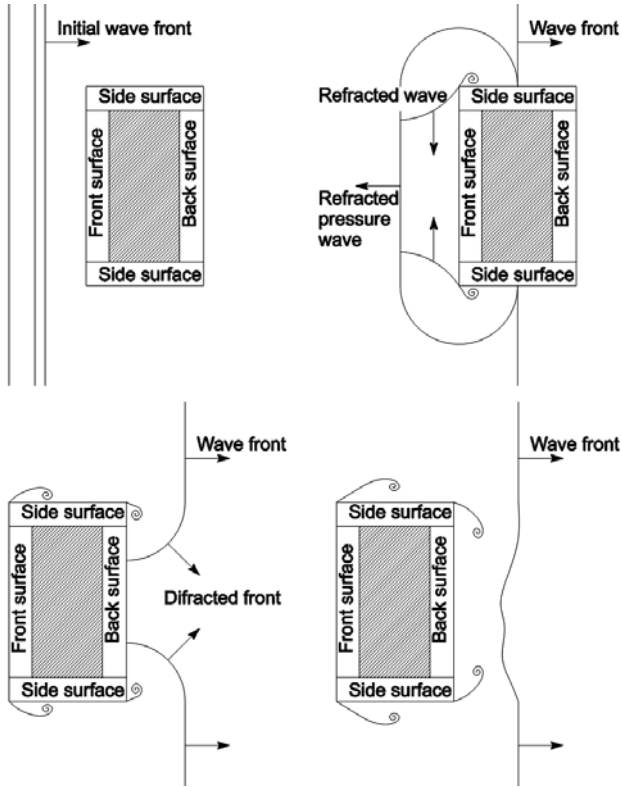 Initial wave front
Side surface
Front surface
Back surface
Side surface
Wave front
Refracted wave
Side surface
Front surface
Back surface
Refracted
pressure
wave
Side surface
Wave front
Side surface
Front surface
Back surface
Difracted front
Side surface
Wave front
Side surface
Front surface
Back surface
Side surface